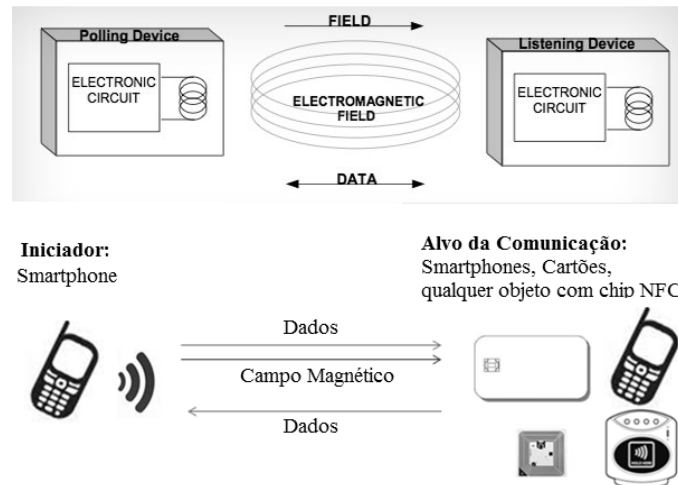 FIELD
Polling Device
Listening Device
ELECTRONIC
CIRCUIT
ELECTROMAGNETIC
FIELD
ELECTRONIC
CIRCUIT
DATA
Iniciador:
Smartphone
Alvo da Comunicação:
Smartphones, Cartões,
qualquer objeto com chip NFC
Dados
Campo Magnético
Dados